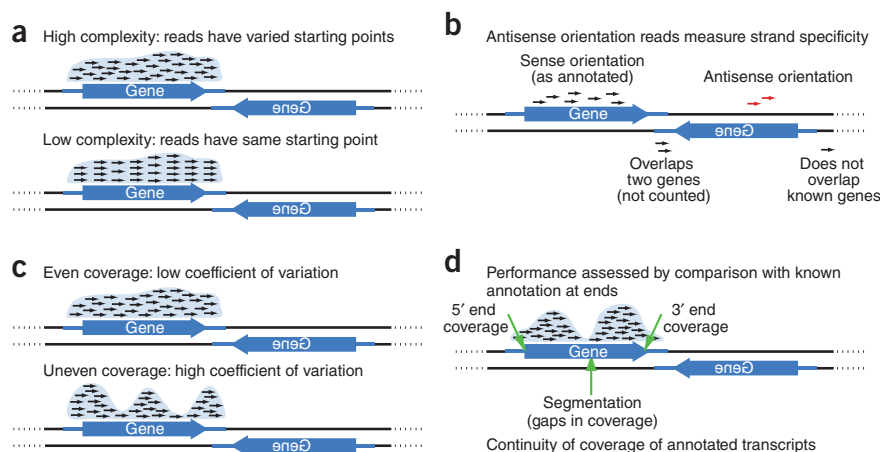 a
High complexity: reads have varied starting points
Gene
Gene
Low complexity: reads have same starting point
Gene
Gene
b
Antisense orientation reads measure strand specificity
Sense orientation
(as annotated)
Antisense orientation
Gene
Gene
Overlaps
two genes
(not counted)
Does not
overlap
known genes
c
Even coverage: low coefficient of variation
Gene
Gene
Uneven coverage: high coefficient of variation
Gene
Gene
d
Performance assessed by comparison with known
annotation at ends
5′ end
coverage
3′ end
coverage
Gene
Gene
Segmentation
(gaps in coverage)
Continuity of coverage of annotated transcripts